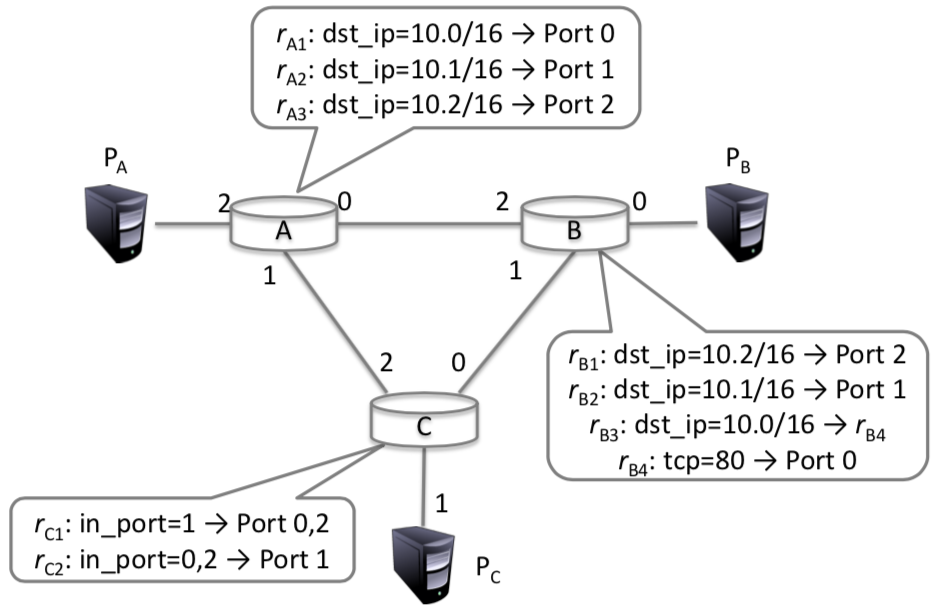 r_A1: dst_ip=10.0/16 → Port 0
r_A2: dst_ip=10.1/16 → Port 1
r_A3: dst_ip=10.2/16 → Port 2
P_A
P_B
2
0
2
0
A
B
1
1
2
0
C
r_B1: dst_ip=10.2/16 → Port 2
r_B2: dst_ip=10.1/16 → Port 1
r_B3: dst_ip=10.0/16 → r_B4
r_B4: tcp=80 → Port 0
1
r_C1: in_port=1 → Port 0,2
r_C2: in_port=0,2 → Port 1
P_C